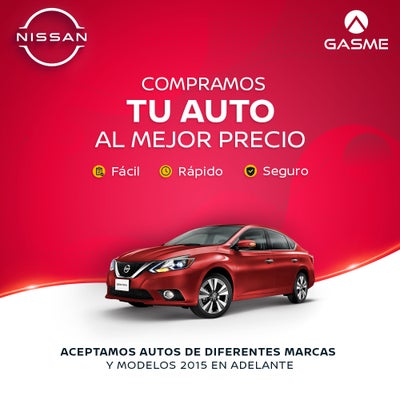 NISSAN
GASME
COMPRAMOS
TU AUTO
AL MEJOR PRECIO
Fácil Rápido Seguro
ACEPTAMOS AUTOS DE DIFERENTES MARCAS
Y MODELOS 2015 EN ADELANTE